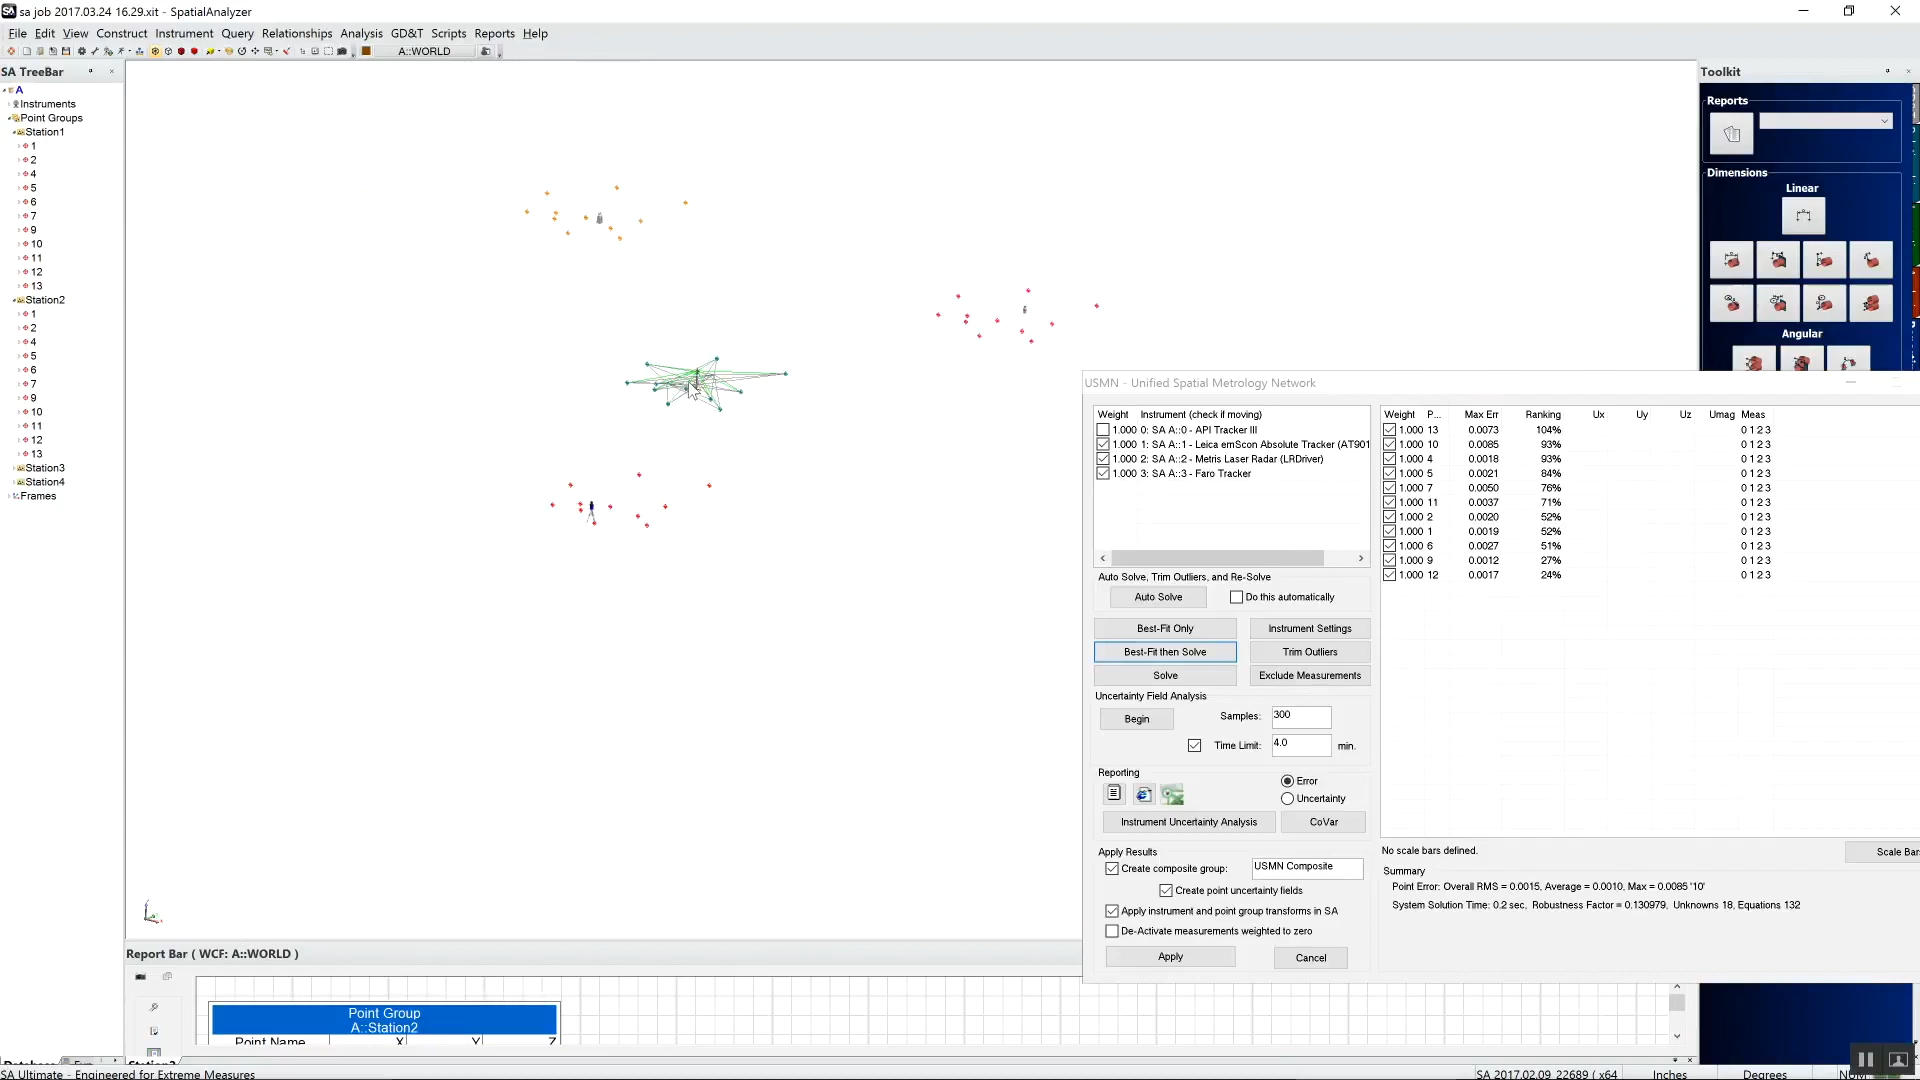 sa job 2017.03.24 16.29.xit - SpatialAnalyzer
File Edit View Construct Instrument Query Relationships Analysis GD&T Scripts Reports Help
A::WORLD
SA TreeBar
A
Instruments
Point Groups
Station1
1
2
4
5
6
7
9
10
11
12
13
Station2
1
2
4
5
6
7
9
10
11
12
13
Station3
Station4
Frames
Toolkit
Reports
Dimensions
Linear
Angular
USMN - Unified Spatial Metrology Network
Weight Instrument (check if moving)
1.000 0: SA A::0 - API Tracker III
1.000 1: SA A::1 - Leica emScon Absolute Tracker (AT901
1.000 2: SA A::2 - Metris Laser Radar (LRDriver)
1.000 3: SA A::3 - Faro Tracker
Auto Solve, Trim Outliers, and Re-Solve
Auto Solve Do this automatically
Best-Fit Only Instrument Settings
Best-Fit then Solve Trim Outliers
Solve Exclude Measurements
Uncertainty Field Analysis
Begin Samples: 300
Time Limit: 4.0 min.
Reporting
Error
Uncertainty
Instrument Uncertainty Analysis CoVar
Apply Results
Create composite group: USMN Composite
Create point uncertainty fields
Apply instrument and point group transforms in SA
De-Activate measurements weighted to zero
Apply Cancel
Weight P... Max Err Ranking Ux Uy Uz Umag Meas
1.000 13 0.0073 104% 0 1 2 3
1.000 10 0.0085 93% 0 1 2 3
1.000 4 0.0018 93% 0 1 2 3
1.000 5 0.0021 84% 0 1 2 3
1.000 7 0.0050 76% 0 1 2 3
1.000 11 0.0037 71% 0 1 2 3
1.000 2 0.0020 52% 0 1 2 3
1.000 1 0.0019 52% 0 1 2 3
1.000 6 0.0027 51% 0 1 2 3
1.000 9 0.0012 27% 0 1 2 3
1.000 12 0.0017 24% 0 1 2 3
No scale bars defined. Scale Bar
Summary
Point Error: Overall RMS = 0.0015, Average = 0.0010, Max = 0.0085 '10'
System Solution Time: 0.2 sec, Robustness Factor = 0.130979, Unknowns 18, Equations 132
Report Bar ( WCF: A::WORLD )
Point Group
A::Station2
Point Name X Y Z
SA Ultimate - Engineered for Extreme Measures
SA 2017.02.09_22689 ( x64 Inches Degrees NUM